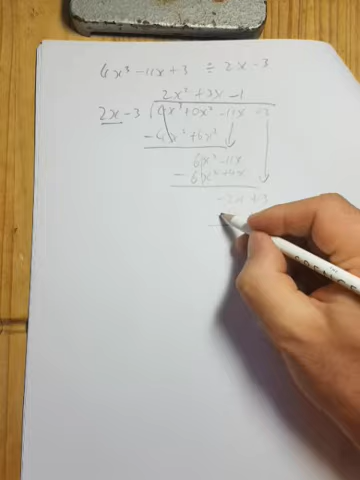 4x³ - 11x + 3 ÷ 2x - 3
2x² + 3x - 1
2x - 3 √4x³ + 0x² - 11x + 3
- 4x³ + 6x²
6x² - 11x
- 6x² + 9x
- 2x + 3